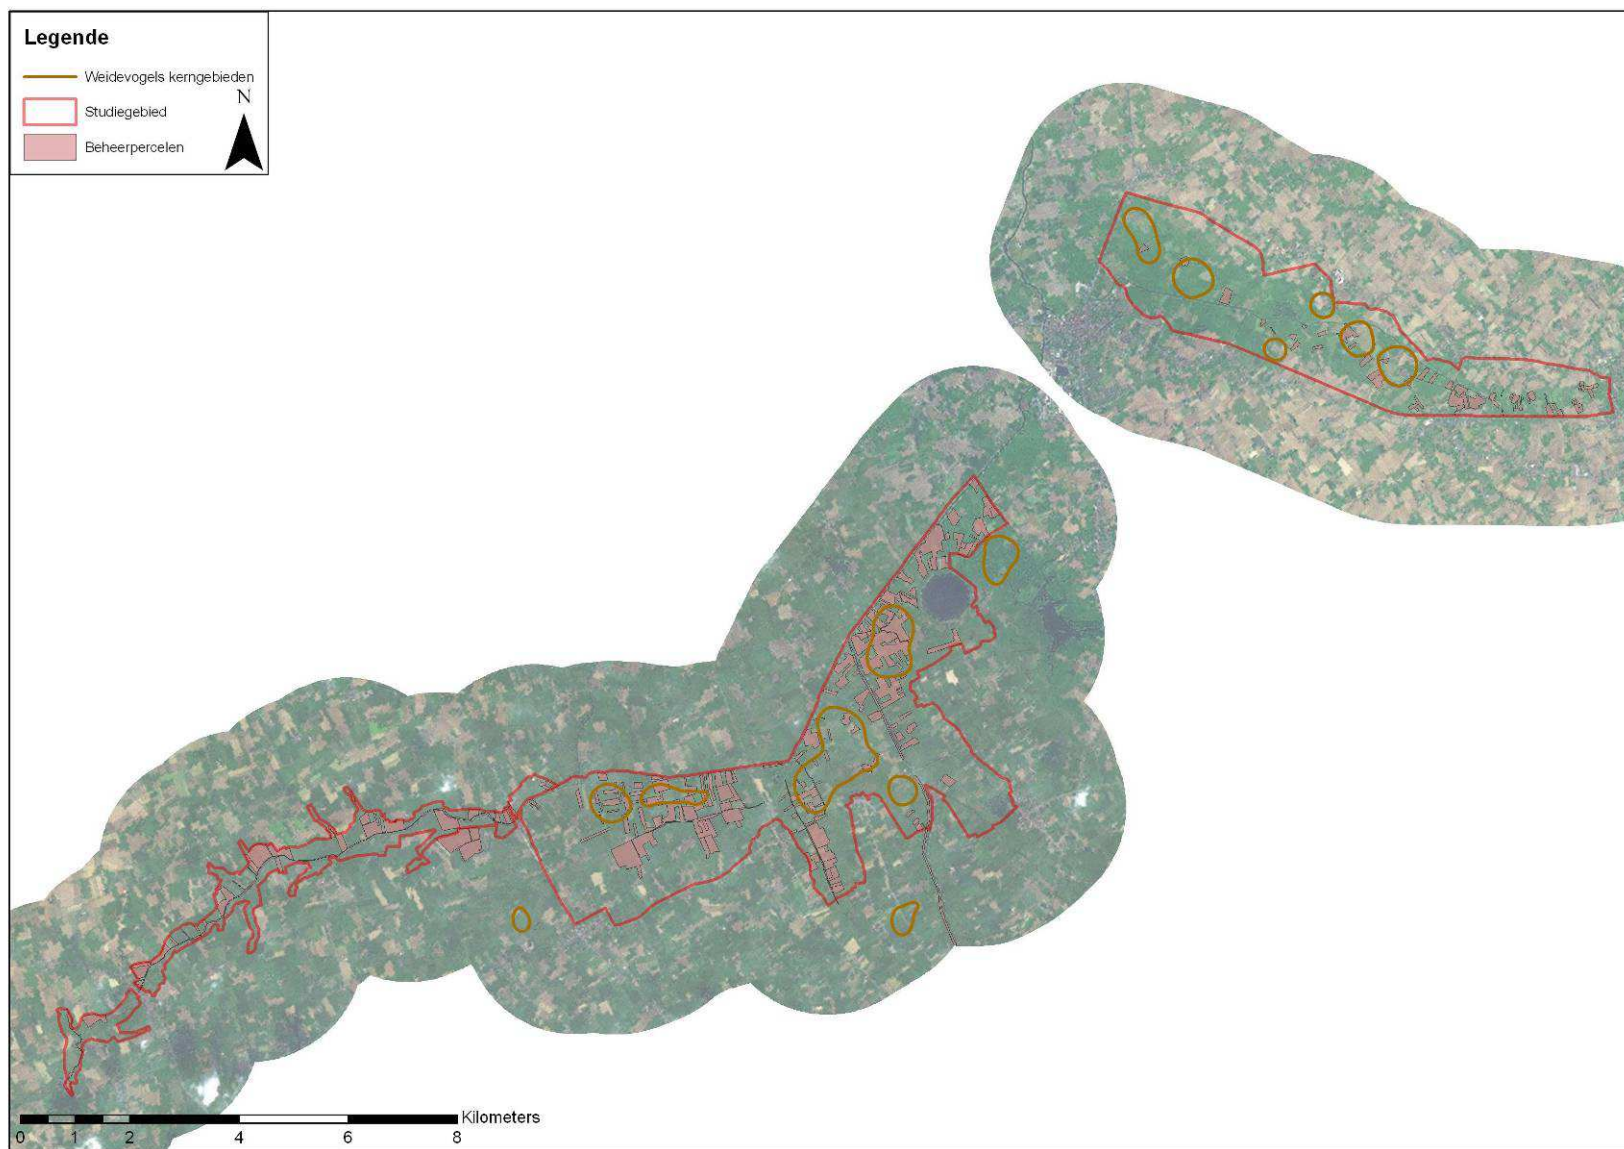 Legende
Weidevogels kerngebieden
N
Studiegebied
Beheerpercelen
Kilometers
0 1 2 4 6 8